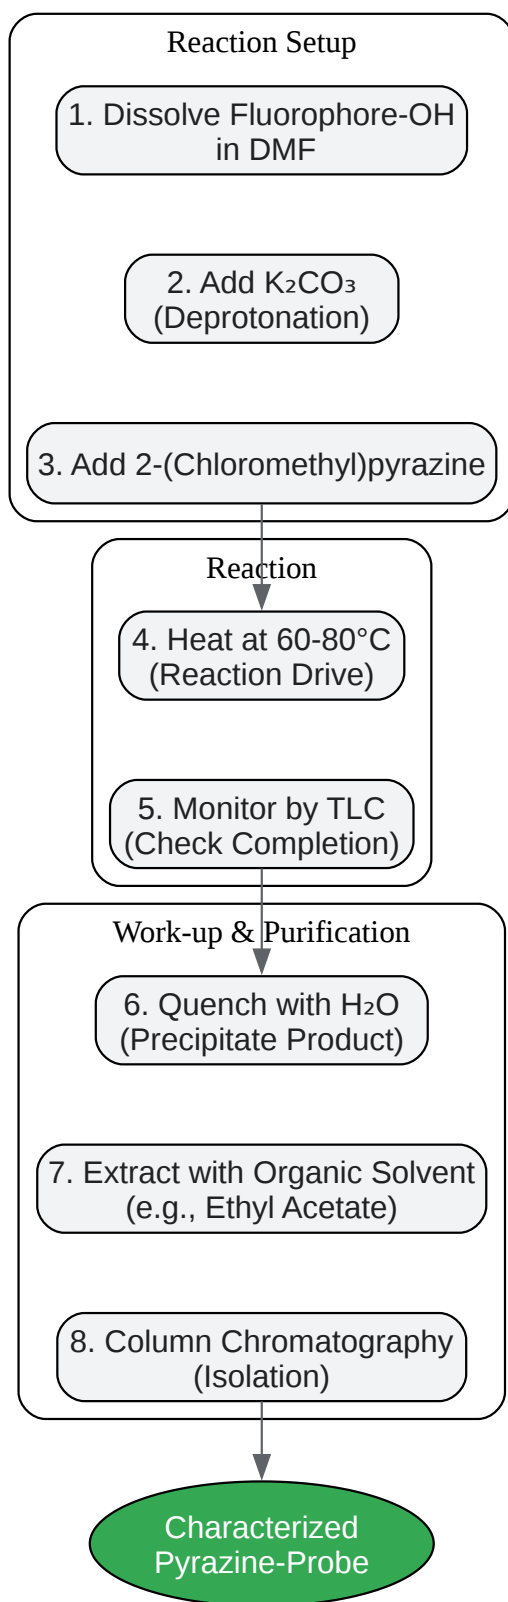 Reaction Setup
1. Dissolve Fluorophore-OH
in DMF
2. Add K₂CO₃
(Deprotonation)
3. Add 2-(Chloromethyl)pyrazine
Reaction
4. Heat at 60-80°C
(Reaction Drive)
5. Monitor by TLC
(Check Completion)
Work-up & Purification
6. Quench with H₂O
(Precipitate Product)
7. Extract with Organic Solvent
(e.g., Ethyl Acetate)
8. Column Chromatography
(Isolation)
Characterized
Pyrazine-Probe